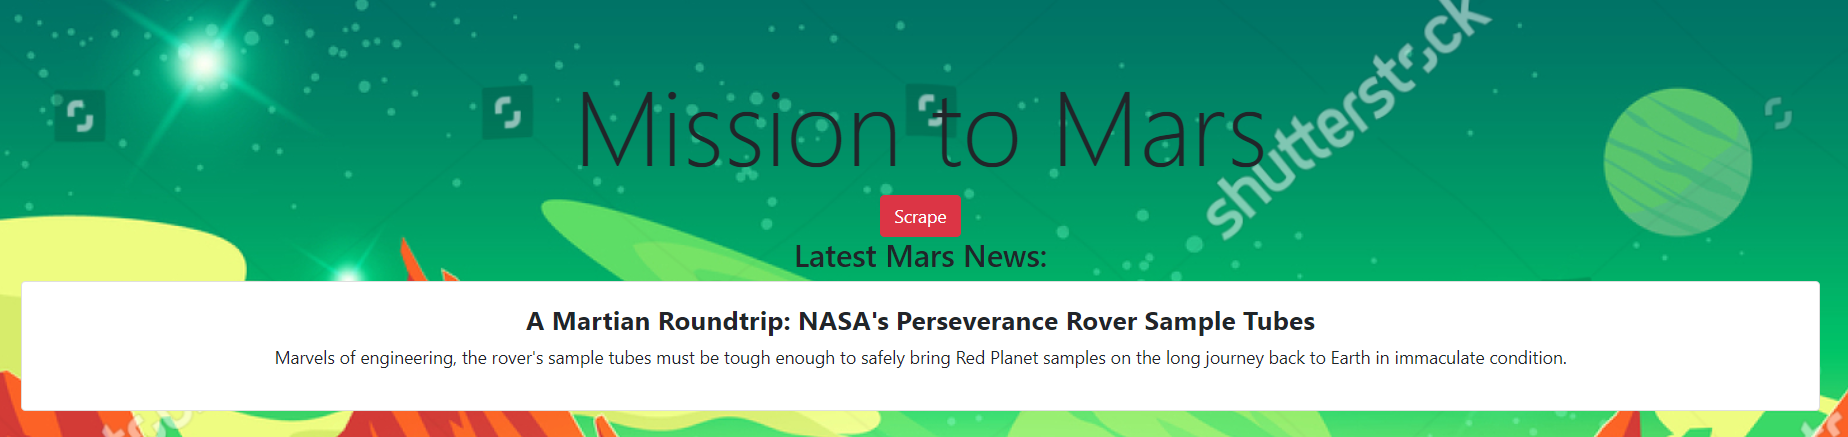 shutterstock
Mission to Mars
Scrape
Latest Mars News:
A Martian Roundtrip: NASA's Perseverance Rover Sample Tubes
Marvels of engineering, the rover's sample tubes must be tough enough to safely bring Red Planet samples on the long journey back to Earth in immaculate condition.